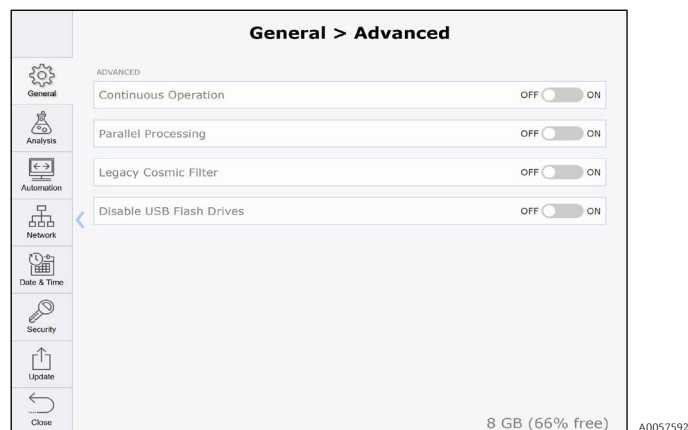 General > Advanced
General
Analysis
Automation
Network
Date & Time
Security
Update
Close
ADVANCED
Continuous Operation OFF ON
Parallel Processing OFF ON
Legacy Cosmic Filter OFF ON
Disable USB Flash Drives OFF ON
8 GB (66% free)
A0057592